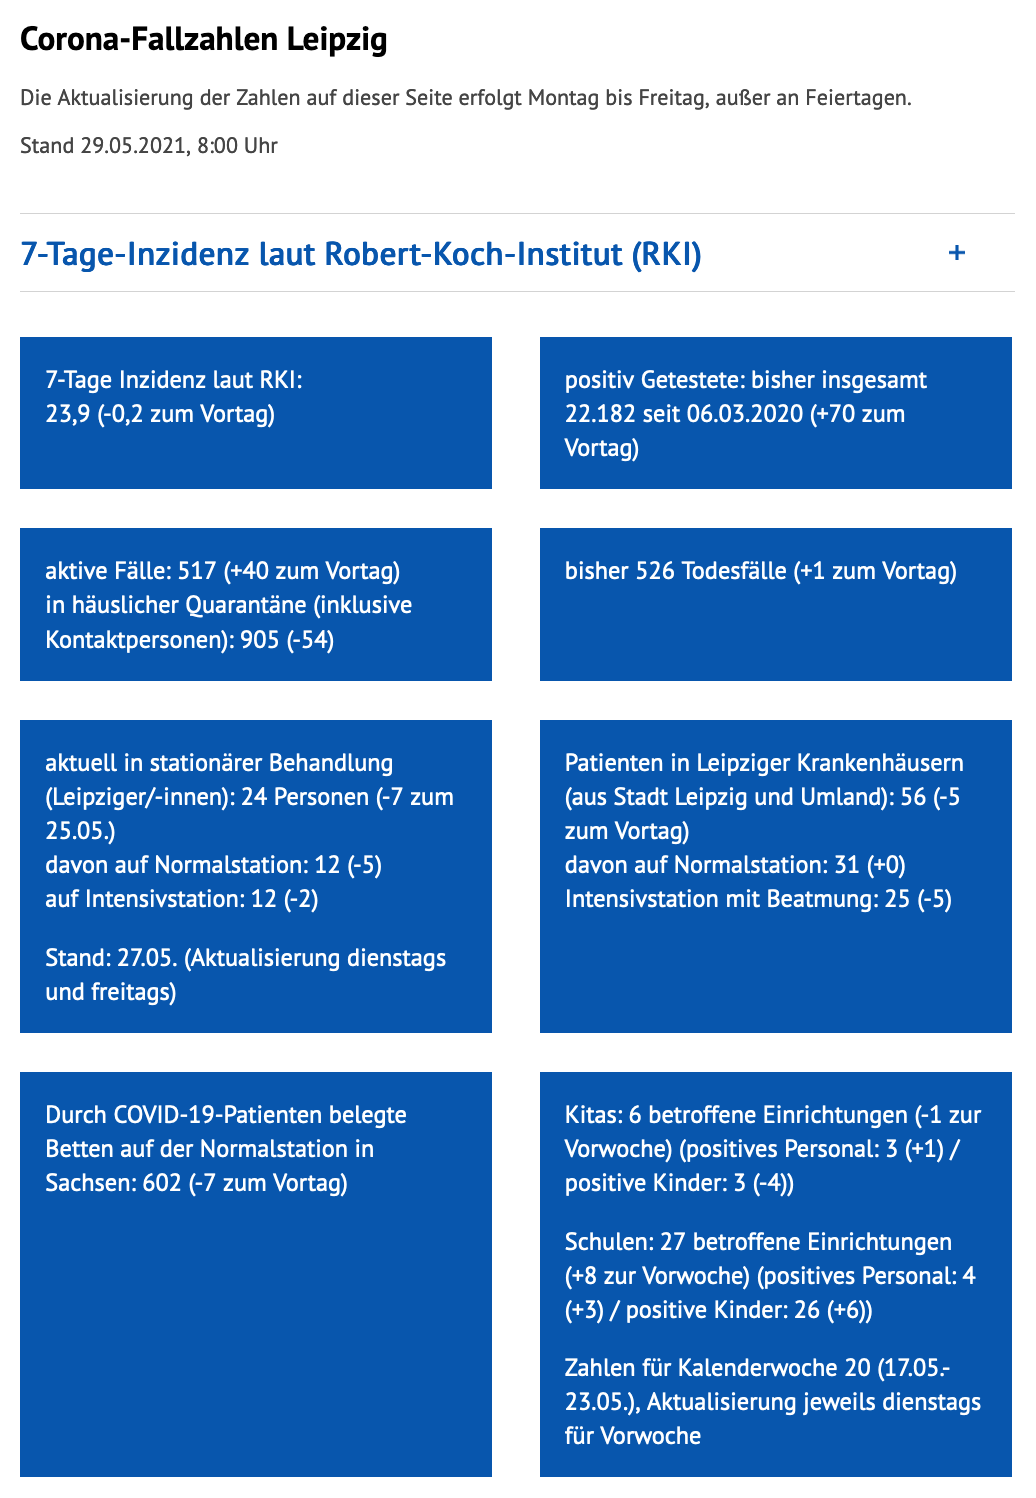 Corona-Fallzahlen Leipzig
Die Aktualisierung der Zahlen auf dieser Seite erfolgt Montag bis Freitag, außer an Feiertagen.
Stand 29.05.2021, 8:00 Uhr
7-Tage-Inzidenz laut Robert-Koch-Institut (RKI) +
7-Tage Inzidenz laut RKI:
23,9 (-0,2 zum Vortag)
positiv Getestete: bisher insgesamt
22.182 seit 06.03.2020 (+70 zum
Vortag)
aktive Fälle: 517 (+40 zum Vortag)
in häuslicher Quarantäne (inklusive
Kontaktpersonen): 905 (-54)
bisher 526 Todesfälle (+1 zum Vortag)
aktuell in stationärer Behandlung
(Leipziger/-innen): 24 Personen (-7 zum
25.05.)
davon auf Normalstation: 12 (-5)
auf Intensivstation: 12 (-2)
Stand: 27.05. (Aktualisierung dienstags
und freitags)
Patienten in Leipziger Krankenhäusern
(aus Stadt Leipzig und Umland): 56 (-5
zum Vortag)
davon auf Normalstation: 31 (+0)
Intensivstation mit Beatmung: 25 (-5)
Durch COVID-19-Patienten belegte
Betten auf der Normalstation in
Sachsen: 602 (-7 zum Vortag)
Kitas: 6 betroffene Einrichtungen (-1 zur
Vorwoche) (positives Personal: 3 (+1) /
positive Kinder: 3 (-4))
Schulen: 27 betroffene Einrichtungen
(+8 zur Vorwoche) (positives Personal: 4
(+3) / positive Kinder: 26 (+6))
Zahlen für Kalenderwoche 20 (17.05.-
23.05.), Aktualisierung jeweils dienstags
für Vorwoche